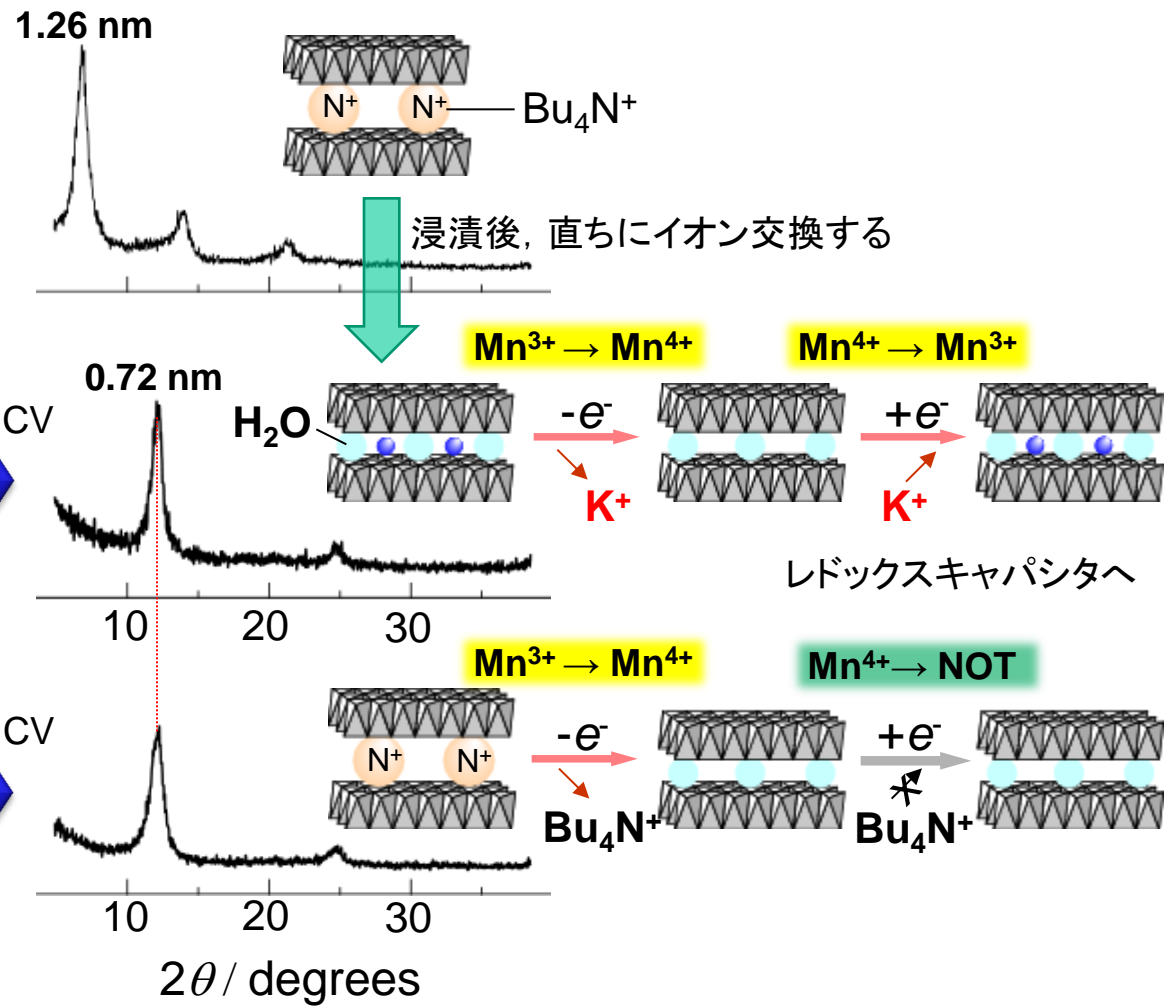 1.26 nm
N⁺ N⁺ Bu₄N⁺
浸漬後, 直ちにイオン交換する
Mn³⁺ → Mn⁴⁺ Mn⁴⁺ → Mn³⁺
0.72 nm
CV
H₂O
-e⁻ +e⁻
K⁺ K⁺
レドックスキャパシタへ
10 20 30
Mn³⁺ → Mn⁴⁺ Mn⁴⁺ → NOT
CV
N⁺ N⁺
-e⁻ +e⁻
Bu₄N⁺ Bu₄N⁺
10 20 30
2θ / degrees